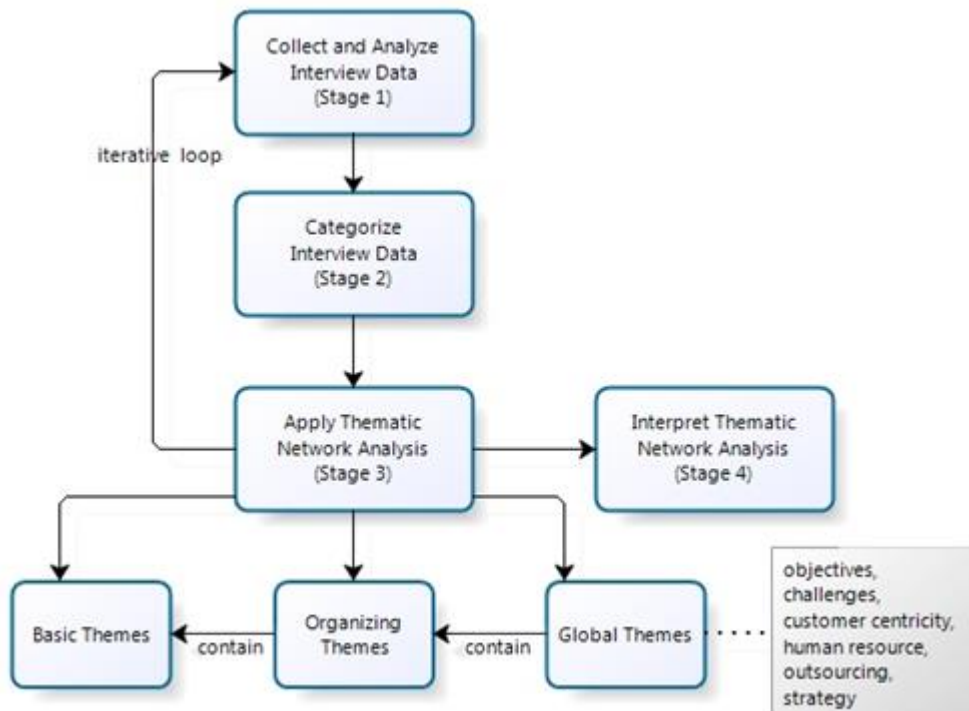 Collect and Analyze
Interview Data
(Stage 1)
iterative loop
Categorize
Interview Data
(Stage 2)
Apply Thematic
Network Analysis
(Stage 3)
Interpret Thematic
Network Analysis
(Stage 4)
Basic Themes
contain
Organizing
Themes
contain
Global Themes
objectives,
challenges,
customer centricity,
human resource,
outsourcing,
strategy